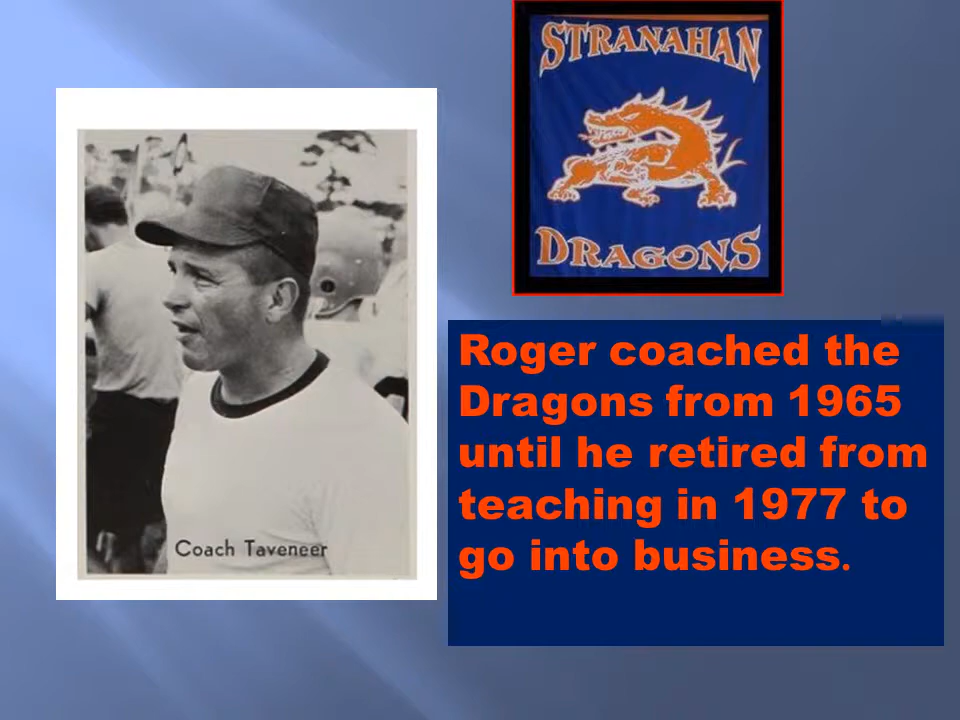 STRANAHAN
DRAGONS
Coach Taveneer
Roger coached the
Dragons from 1965
until he retired from
teaching in 1977 to
go into business.